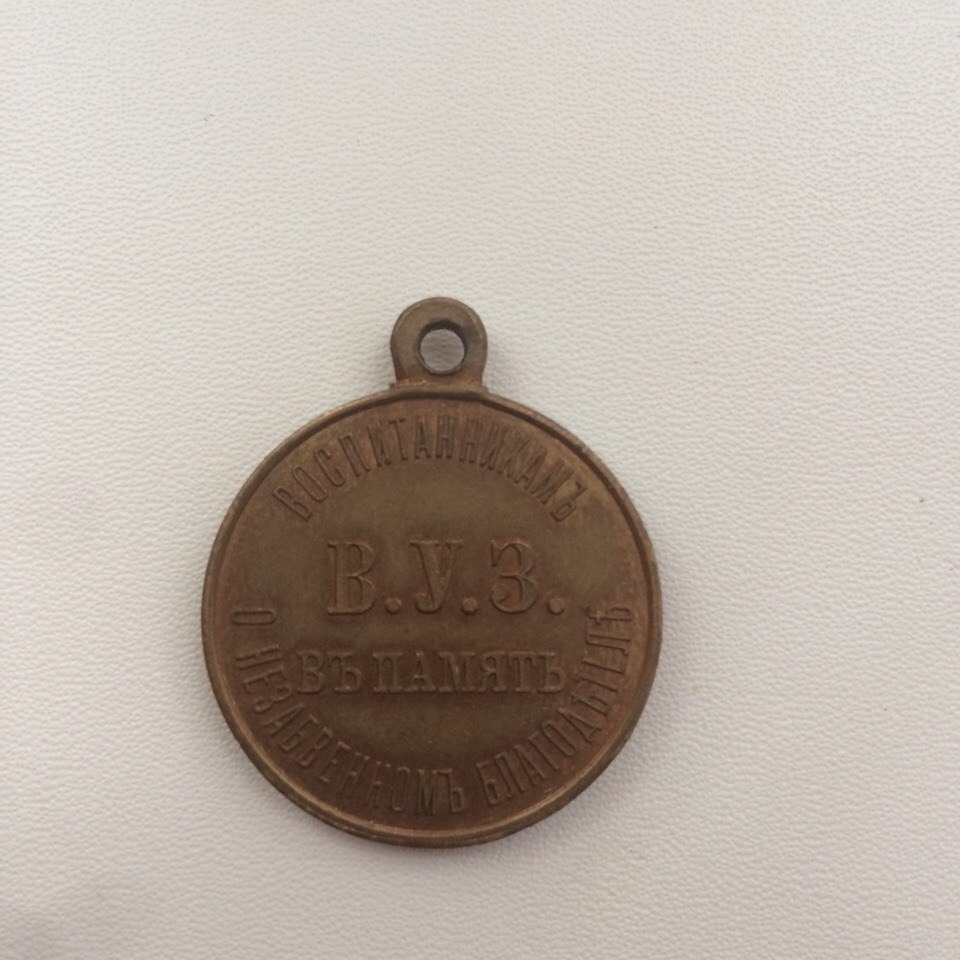 ВОСПИТАННИКАМЪ
В.У.З.
ВЪ ПАМЯТЬ
О НЕЗАБВЕННОМЪ БЛАГОДѢТЕЛѢ